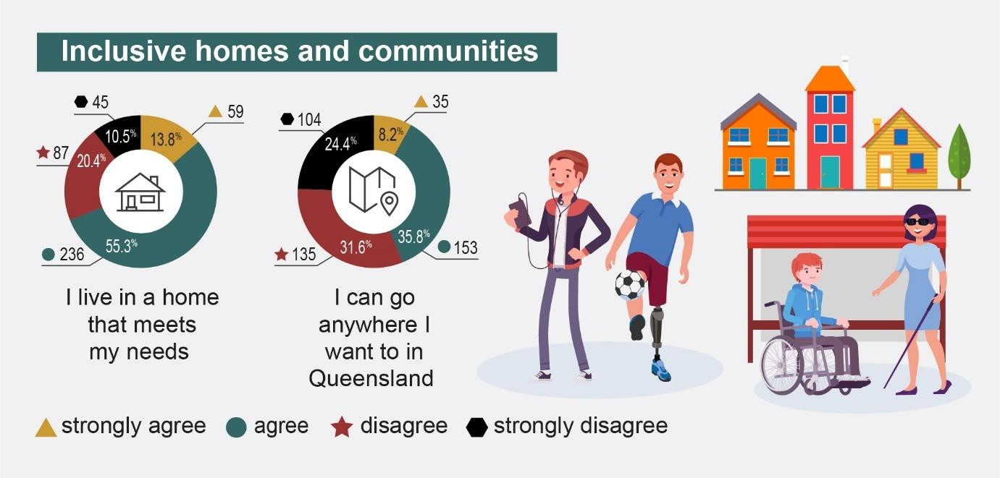 Inclusive homes and communities
45
59
10.5%
13.8%
87
20.4%
236
55.3%
I live in a home
that meets
my needs
35
104
8.2%
24.4%
35.8%
153
31.6%
135
I can go
anywhere I
want to in
Queensland
strongly agree agree disagree strongly disagree